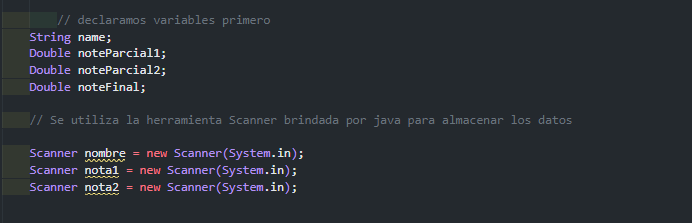 // declaramos variables primero
String name;
Double noteParcial1;
Double noteParcial2;
Double noteFinal;
// Se utiliza la herramienta Scanner brindada por java para almacenar los datos
Scanner nombre = new Scanner(System.in);
Scanner nota1 = new Scanner(System.in);
Scanner nota2 = new Scanner(System.in);